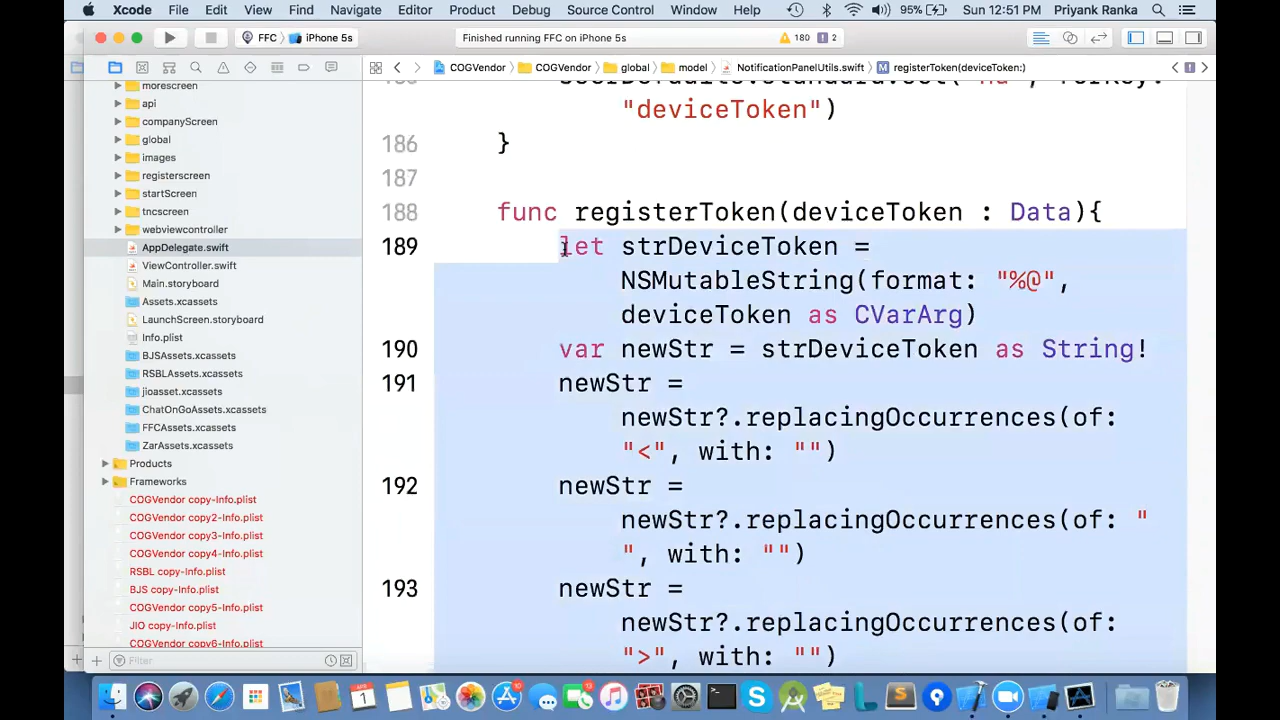 Xcode File Edit View Find Navigate Editor Product Debug Source Control Window Help 95% Sun 12:51 PM Priyank Ranka
FFC iPhone 5s Finished running FFC on iPhone 5s 180 2
COGVendor COGVendor global model NotificationPanelUtils.swift M registerToken(deviceToken:)
morescreen
api
companyScreen
global
images
registerscreen
startScreen
tncscreen
webviewcontroller
AppDelegate.swift
ViewController.swift
Main.storyboard
Assets.xcassets
LaunchScreen.storyboard
Info.plist
BJSAssets.xcassets
RSBLAssets.xcassets
jioasset.xcassets
ChatOnGoAssets.xcassets
FFCAssets.xcassets
ZarAssets.xcassets
Products
Frameworks
COGVendor copy-Info.plist
COGVendor copy2-Info.plist
COGVendor copy3-Info.plist
COGVendor copy4-Info.plist
RSBL copy-Info.plist
BJS copy-Info.plist
COGVendor copy5-Info.plist
JIO copy-Info.plist
COGVendor copy6-Info.plist
Filter
"deviceToken")
186 }
187
188 func registerToken(deviceToken : Data){
189 let strDeviceToken =
NSMutableString(format: "%@",
deviceToken as CVarArg)
190 var newStr = strDeviceToken as String!
191 newStr =
newStr?.replacingOccurrences(of:
"<", with: "")
192 newStr =
newStr?.replacingOccurrences(of: "
", with: "")
193 newStr =
newStr?.replacingOccurrences(of:
">", with: "")